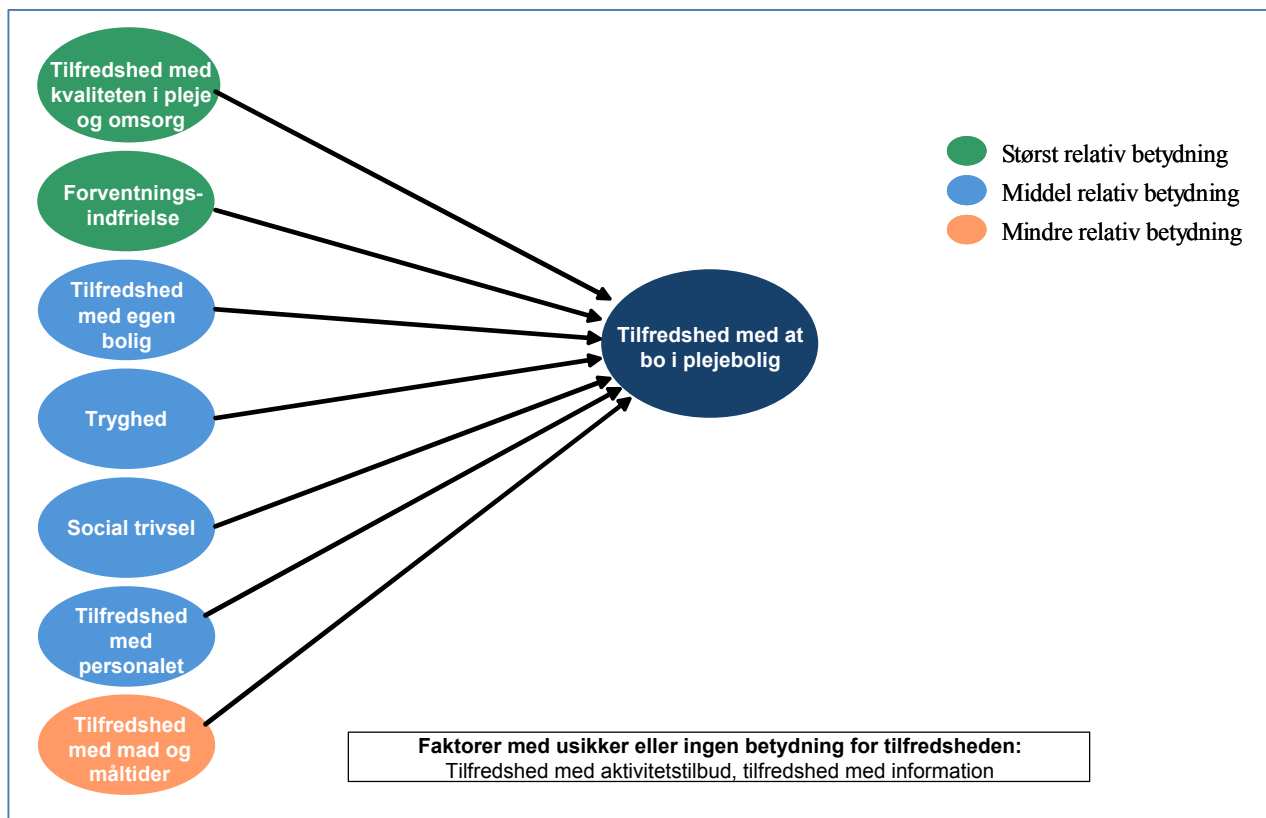 Tilfredshed med
kvaliteten i pleje
og omsorg
Forventnings-
indfrielse
Tilfredshed
med egen
bolig
Tryghed
Social trivsel
Tilfredshed
med
personalet
Tilfredshed
med mad og
måltider
Tilfredshed med at
bo i plejebolig
Størst relativ betydning
Middel relativ betydning
Mindre relativ betydning
Faktorer med usikker eller ingen betydning for tilfredsheden:
Tilfredshed med aktivitetstilbud, tilfredshed med information